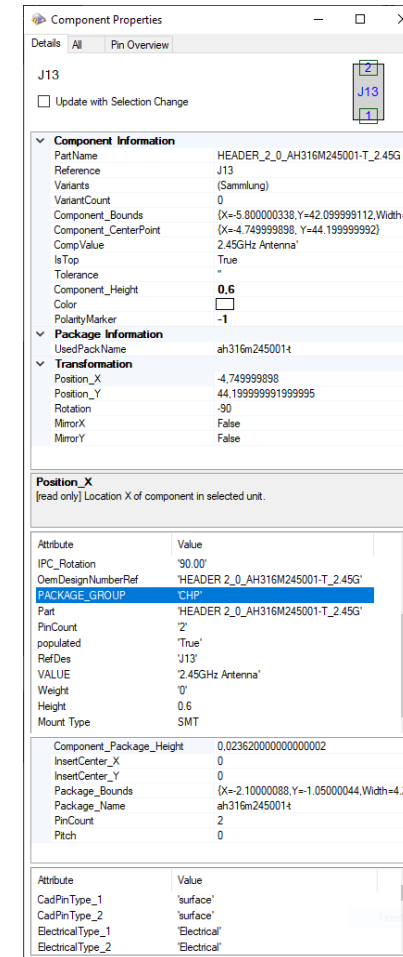 Component Properties
Details All Pin Overview
J13
2
J13
1
Update with Selection Change
Component Information
PartName HEADER_2_0_AH316M245001-T_2.45G
Reference J13
Variants (Sammlung)
VariantCount 0
Component_Bounds {X=-5.800000338,Y=42.099999112,Width=
Component_CenterPoint {X=-4.749999898, Y=44.199999992}
CompValue 2.45GHz Antenna'
IsTop True
Tolerance "
Component_Height 0,6
Color
PolarityMarker -1
Package Information
UsedPackName ah316m245001-t
Transformation
Position_X -4,749999898
Position_Y 44,199999991999995
Rotation -90
MirrorX False
MirrorY False
Position_X
[read only] Location X of component in selected unit.
Attribute Value
IPC_Rotation '90.00'
OemDesignNumberRef 'HEADER 2_0_AH316M245001-T_2.45G'
PACKAGE_GROUP 'CHP'
Part 'HEADER 2_0_AH316M245001-T_2.45G'
PinCount '2'
populated 'True'
RefDes 'J13'
VALUE '2.45GHz Antenna'
Weight '0'
Height 0.6
Mount Type SMT
Component_Package_Height 0,023620000000000002
InsertCenter_X 0
InsertCenter_Y 0
Package_Bounds {X=-2.10000088,Y=-1.05000044,Width=4.
Package_Name ah316m245001-t
PinCount 2
Pitch 0
Attribute Value
CadPinType_1 'surface'
CadPinType_2 'surface'
ElectricalType_1 'Electrical'
ElectricalType_2 'Electrical'